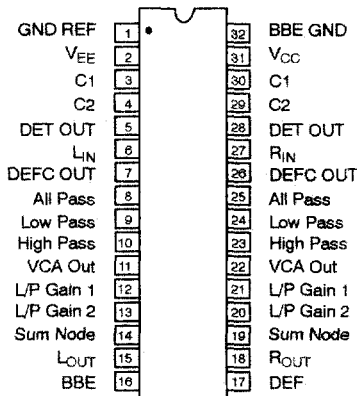 GND REF 1 32 BBE GND
VEE 2 31 VCC
C1 3 30 C1
C2 4 29 C2
DET OUT 5 28 DET OUT
LIN 6 27 RIN
DEFC OUT 7 26 DEFC OUT
All Pass 8 25 All Pass
Low Pass 9 24 Low Pass
High Pass 10 23 High Pass
VCA Out 11 22 VCA Out
L/P Gain 1 12 21 L/P Gain 1
L/P Gain 2 13 20 L/P Gain 2
Sum Node 14 19 Sum Node
LOUT 15 18 ROUT
BBE 16 17 DEF